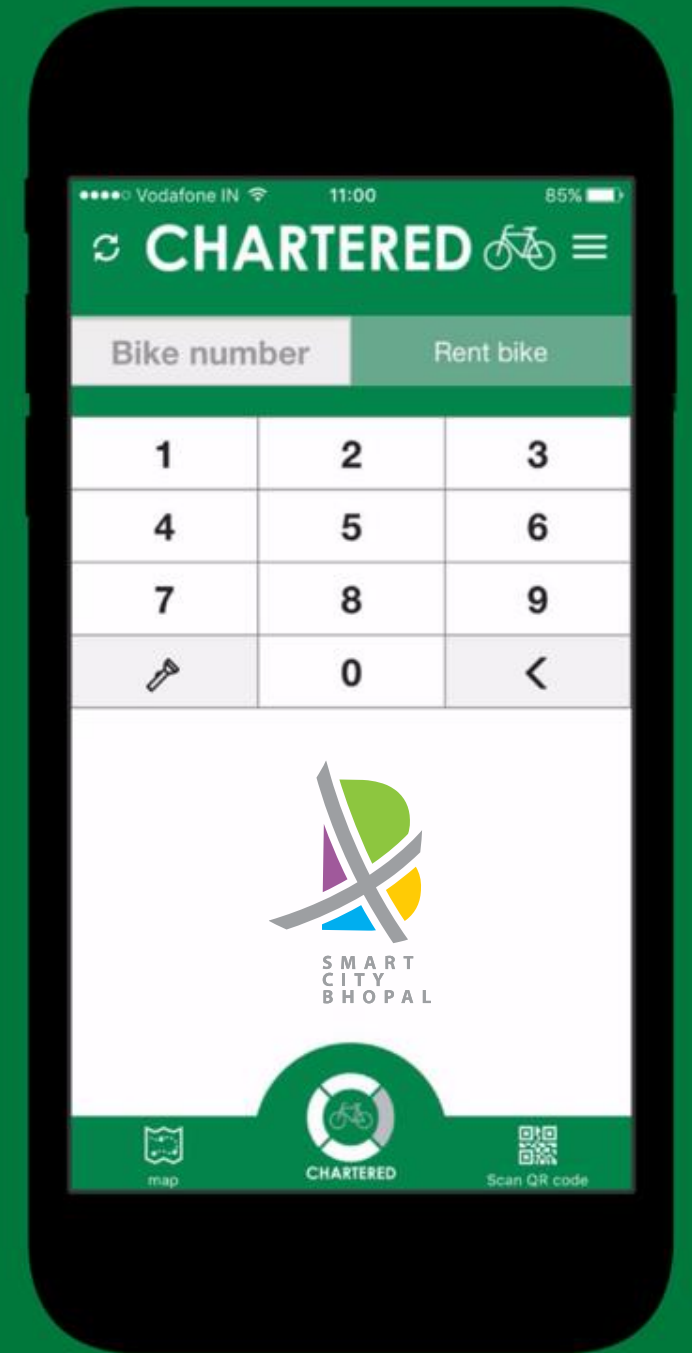 Vodafone IN 11:00 85%
CHARTERED
Bike number Rent bike
1 2 3
4 5 6
7 8 9
0
SMART
CITY
BHOPAL
map CHARTERED Scan QR code